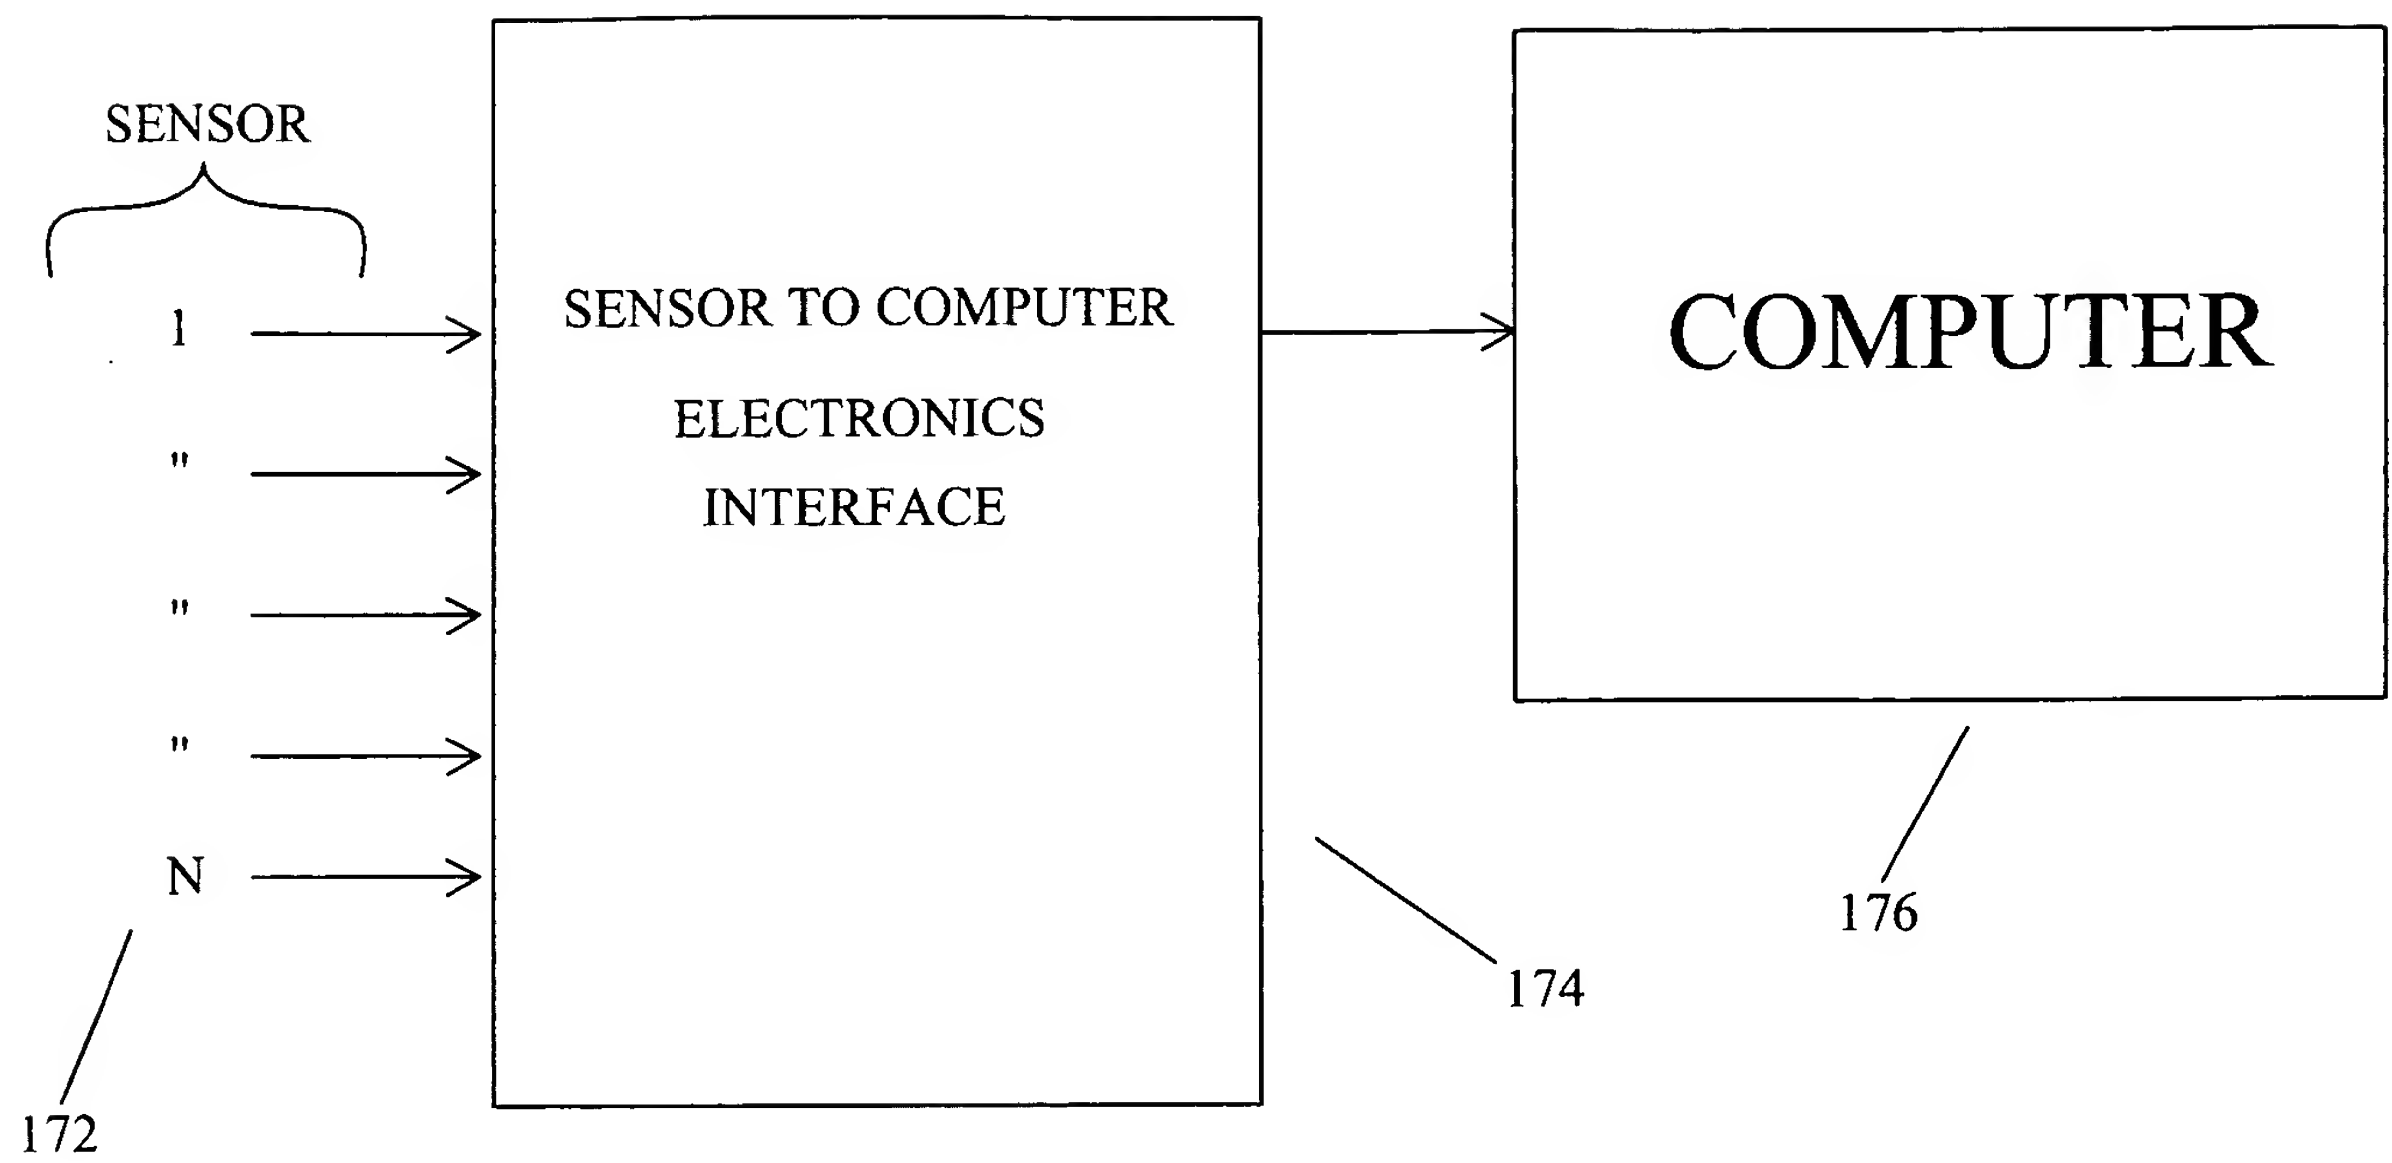 SENSOR
1
"
"
"
N
172
SENSOR TO COMPUTER
ELECTRONICS
INTERFACE
174
COMPUTER
176